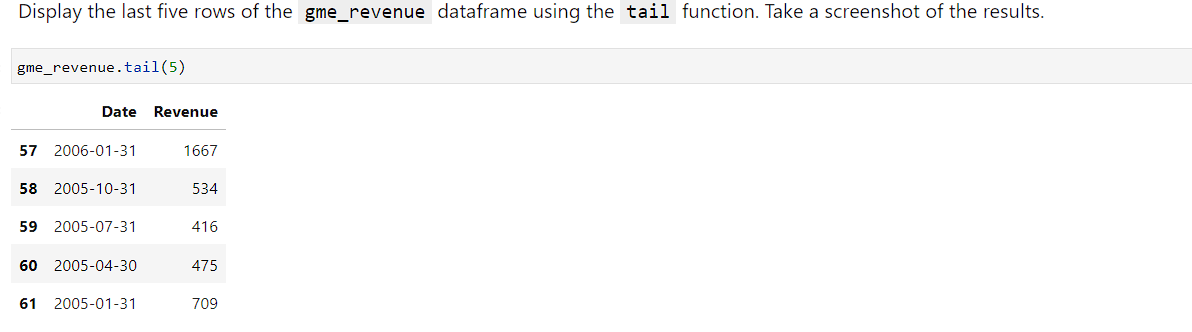 Display the last five rows of the gme_revenue dataframe using the tail function. Take a screenshot of the results.
gme_revenue.tail(5)
Date Revenue
57 2006-01-31 1667
58 2005-10-31 534
59 2005-07-31 416
60 2005-04-30 475
61 2005-01-31 709